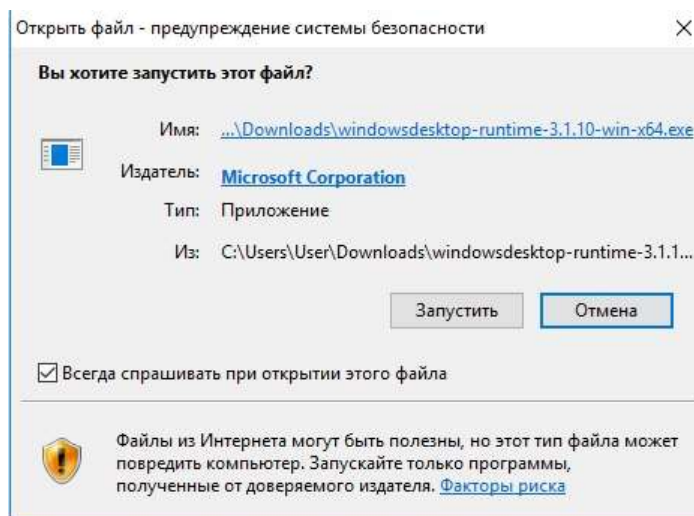 Открыть файл - предупреждение системы безопасности
Вы хотите запустить этот файл?
Имя: ...\Downloads\windowsdesktop-runtime-3.1.10-win-x64.exe
Издатель: Microsoft Corporation
Тип: Приложение
Из: C:\Users\User\Downloads\windowsdesktop-runtime-3.1.1...
Запустить Отмена
Всегда спрашивать при открытии этого файла
Файлы из Интернета могут быть полезны, но этот тип файла может
повредить компьютер. Запускайте только программы,
полученные от доверяемого издателя. Факторы риска